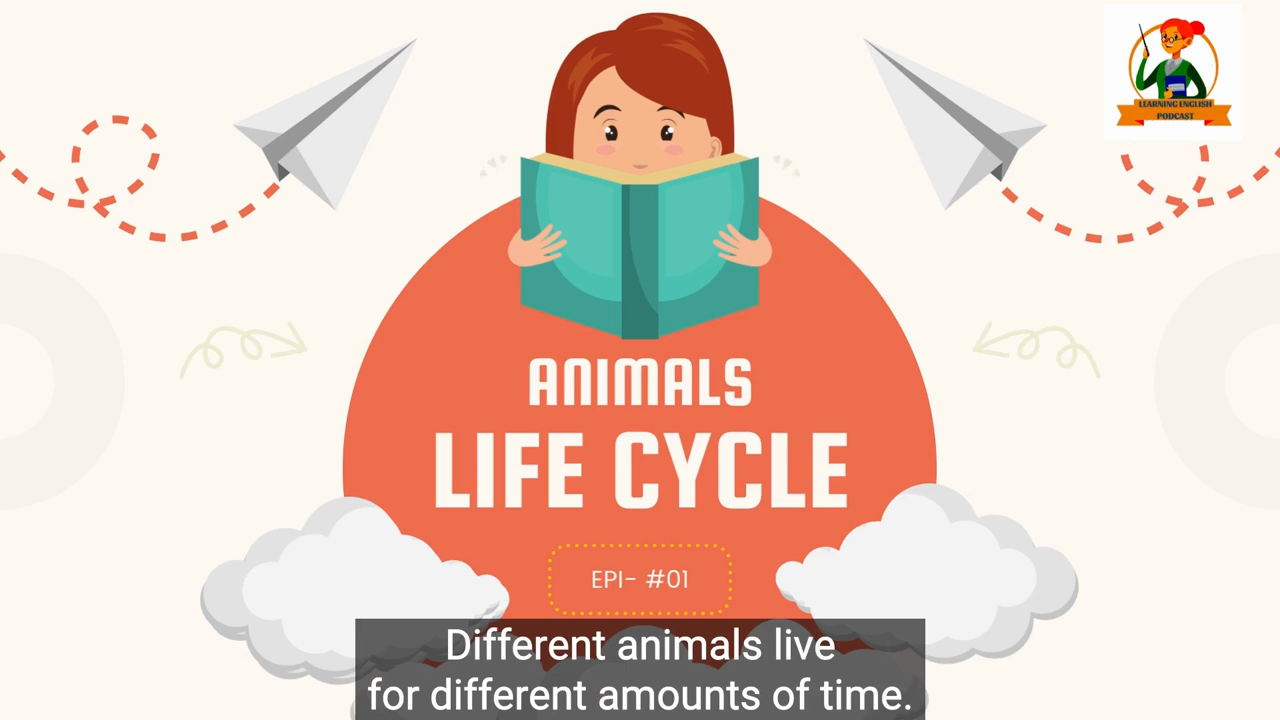 LEARNING ENGLISH
PODCAST
ANIMALS
LIFE CYCLE
EPI- #01
Different animals live
for different amounts of time.